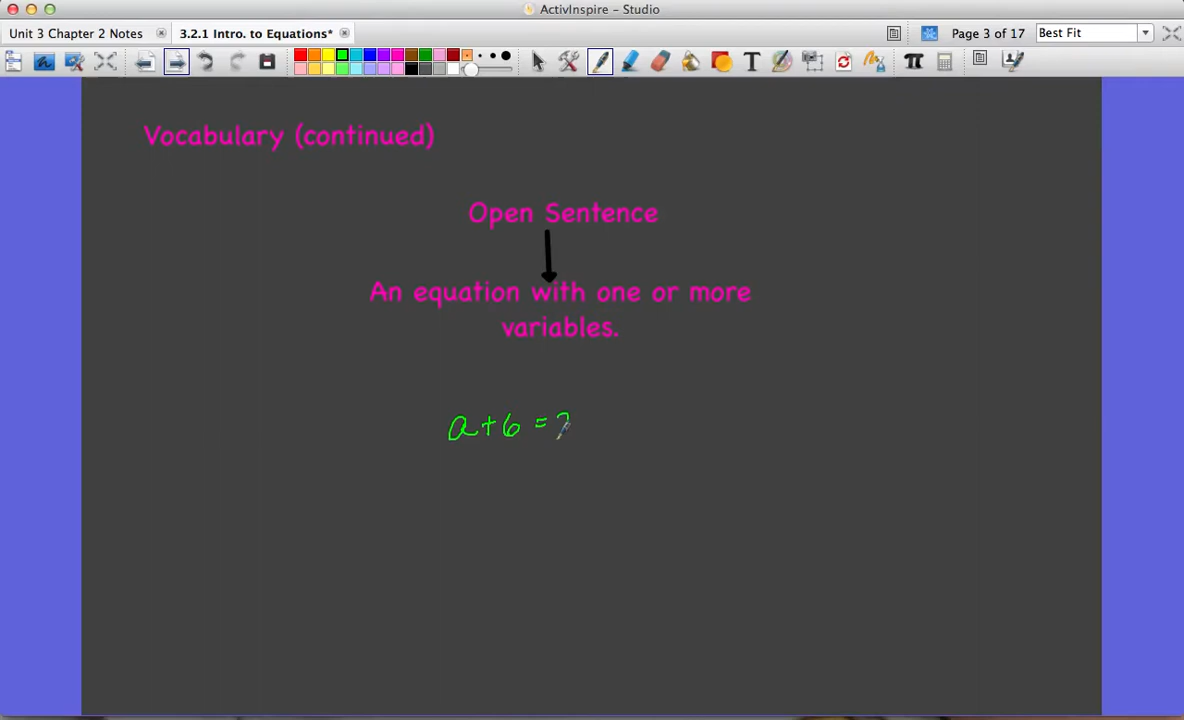 ActivInspire - Studio
Unit 3 Chapter 2 Notes
3.2.1 Intro. to Equations*
Page 3 of 17
Best Fit
Vocabulary (continued)
Open Sentence
An equation with one or more
variables.
a+6 =